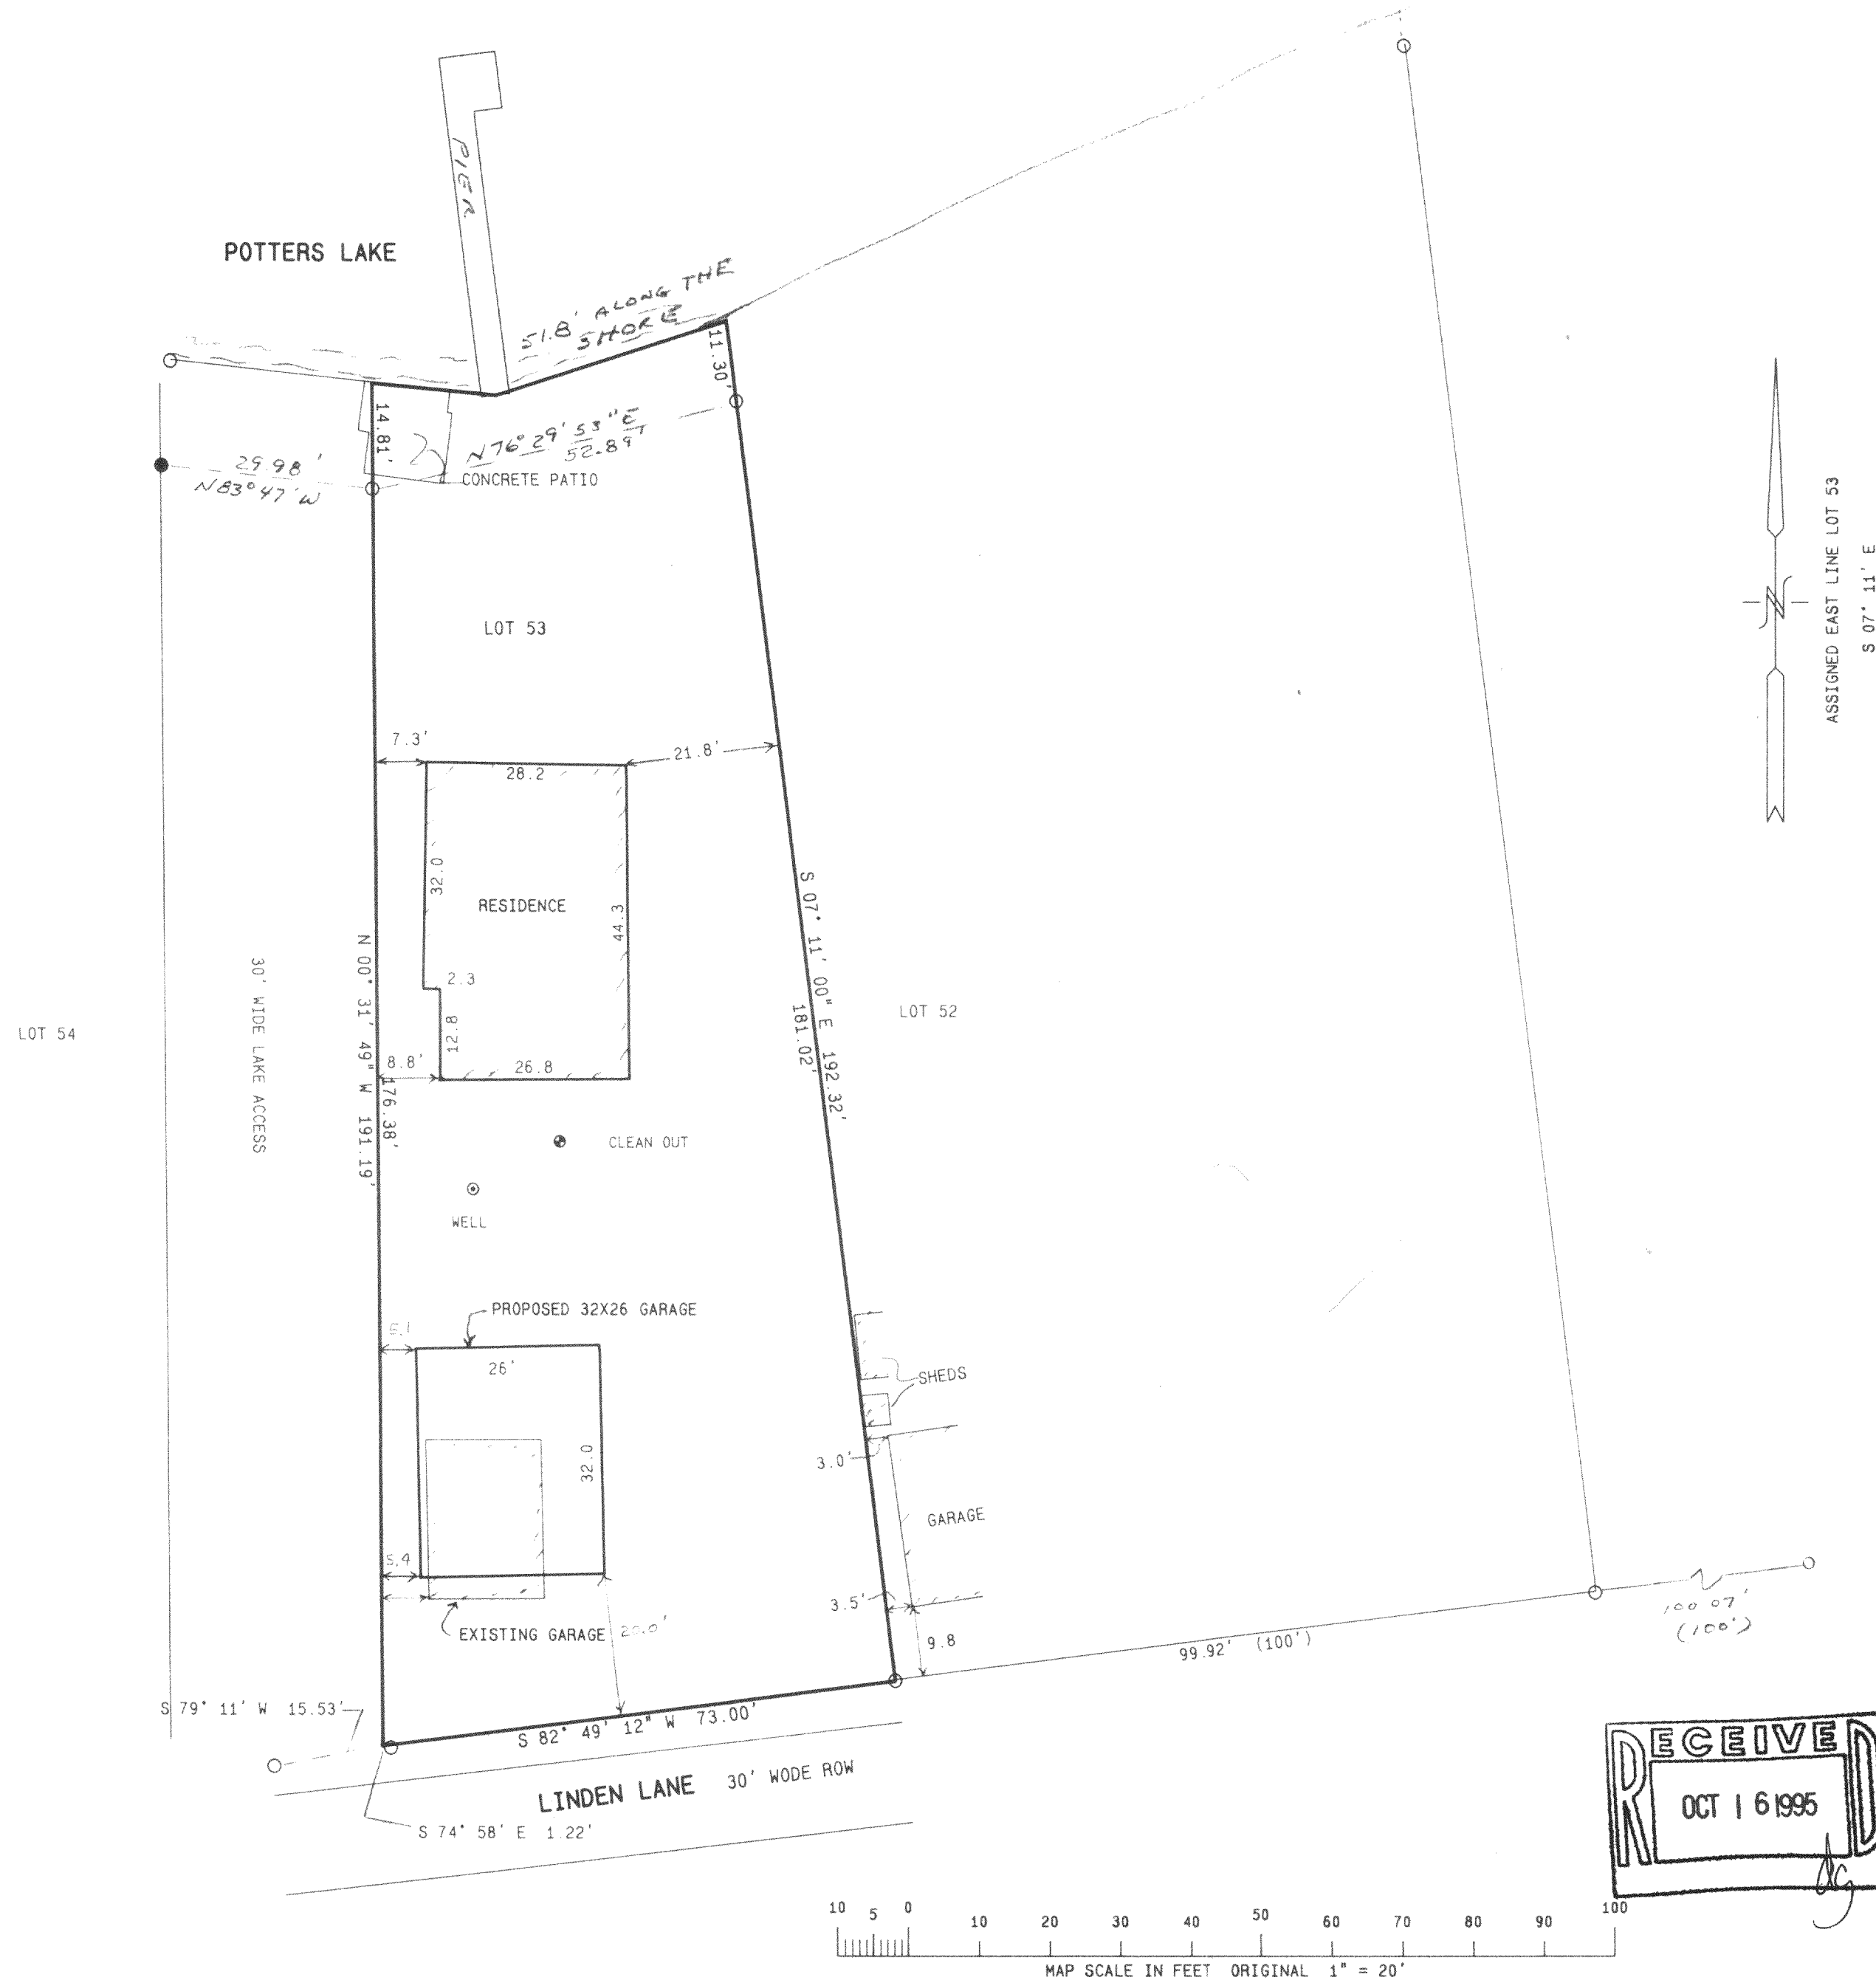 PIER
POTTERS LAKE
51.8' ALONG THE
SHORE
11.30'
14.81'
N76°29'53"E
52.89'
29.98'
N83°47'W
CONCRETE PATIO
ASSIGNED EAST LINE LOT 53
S 07° 11' E
N
LOT 53
7.3'
28.2
21.8'
32.0
RESIDENCE
44.3
S 07° 11' 00" E 192.32'
181.02'
2.3
12.8
8.8'
26.8
N 00° 31' 49" W 191.19'
176.38'
30' WIDE LAKE ACCESS
LOT 54
LOT 52
CLEAN OUT
WELL
PROPOSED 32X26 GARAGE
26'
32.0
SHEDS
3.0'
GARAGE
5.4
3.5'
EXISTING GARAGE
20.0'
9.8
99.92' (100')
100.07'
(100')
S 79° 11' W 15.53'
S 82° 49' 12" W 73.00'
LINDEN LANE 30' WODE ROW
S 74° 58' E 1.22'
RECEIVED
OCT 16 1995
10 5 0 10 20 30 40 50 60 70 80 90 100
MAP SCALE IN FEET ORIGINAL 1" = 20'